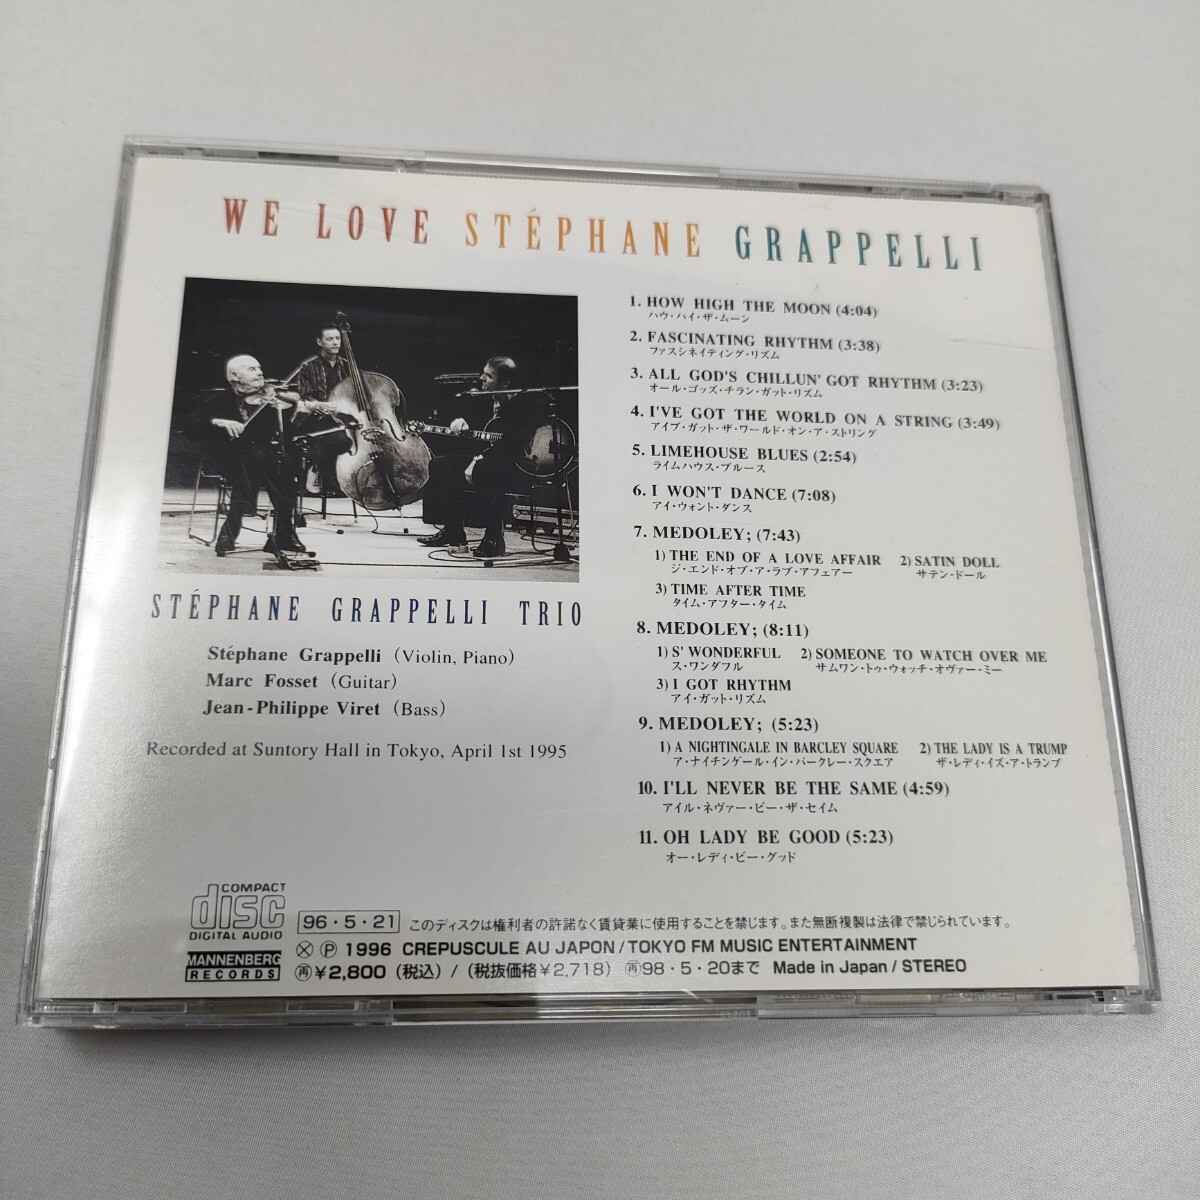 WE LOVE STÉPHANE GRAPPELLI
STÉPHANE GRAPPELLI TRIO
Stéphane Grappelli (Violin, Piano)
Marc Fosset (Guitar)
Jean-Philippe Viret (Bass)
Recorded at Suntory Hall in Tokyo, April 1st 1995
1. HOW HIGH THE MOON (4:04)
ハウ・ハイ・ザ・ムーン
2. FASCINATING RHYTHM (3:38)
ファスシネイティング・リズム
3. ALL GOD'S CHILLUN' GOT RHYTHM (3:23)
オール・ゴッズ・チラン・ガット・リズム
4. I'VE GOT THE WORLD ON A STRING (3:49)
アイブ・ガット・ザ・ワールド・オン・ア・ストリング
5. LIMEHOUSE BLUES (2:54)
ライムハウス・ブルース
6. I WON'T DANCE (7:08)
アイ・ウォント・ダンス
7. MEDOLEY; (7:43)
1) THE END OF A LOVE AFFAIR 2) SATIN DOLL
ジ・エンド・オブ・ア・ラブ・アフェアー サテン・ドール
3) TIME AFTER TIME
タイム・アフター・タイム
8. MEDOLEY; (8:11)
1) S' WONDERFUL 2) SOMEONE TO WATCH OVER ME
ス・ワンダフル サムワン・トゥ・ウォッチ・オヴァー・ミー
3) I GOT RHYTHM
アイ・ガット・リズム
9. MEDOLEY; (5:23)
1) A NIGHTINGALE IN BARCLEY SQUARE 2) THE LADY IS A TRUMP
ア・ナイチンゲール・イン・バークレー・スクエア ザ・レディ・イズ・ア・トランプ
10. I'LL NEVER BE THE SAME (4:59)
アイル・ネヴァー・ビー・ザ・セイム
11. OH LADY BE GOOD (5:23)
オー・レディ・ビー・グッド
COMPACT
disc
DIGITAL AUDIO
MANNENBERG
RECORDS
96・5・21 このディスクは権利者の許諾なく賃貸業に使用することを禁じます。また無断複製は法律で禁じられています。
Ⓧ Ⓟ 1996 CREPUSCULE AU JAPON / TOKYO FM MUSIC ENTERTAINMENT
㊢¥2,800 (税込) / (税抜価格¥2,718) ㊢98・5・20まで Made in Japan / STEREO